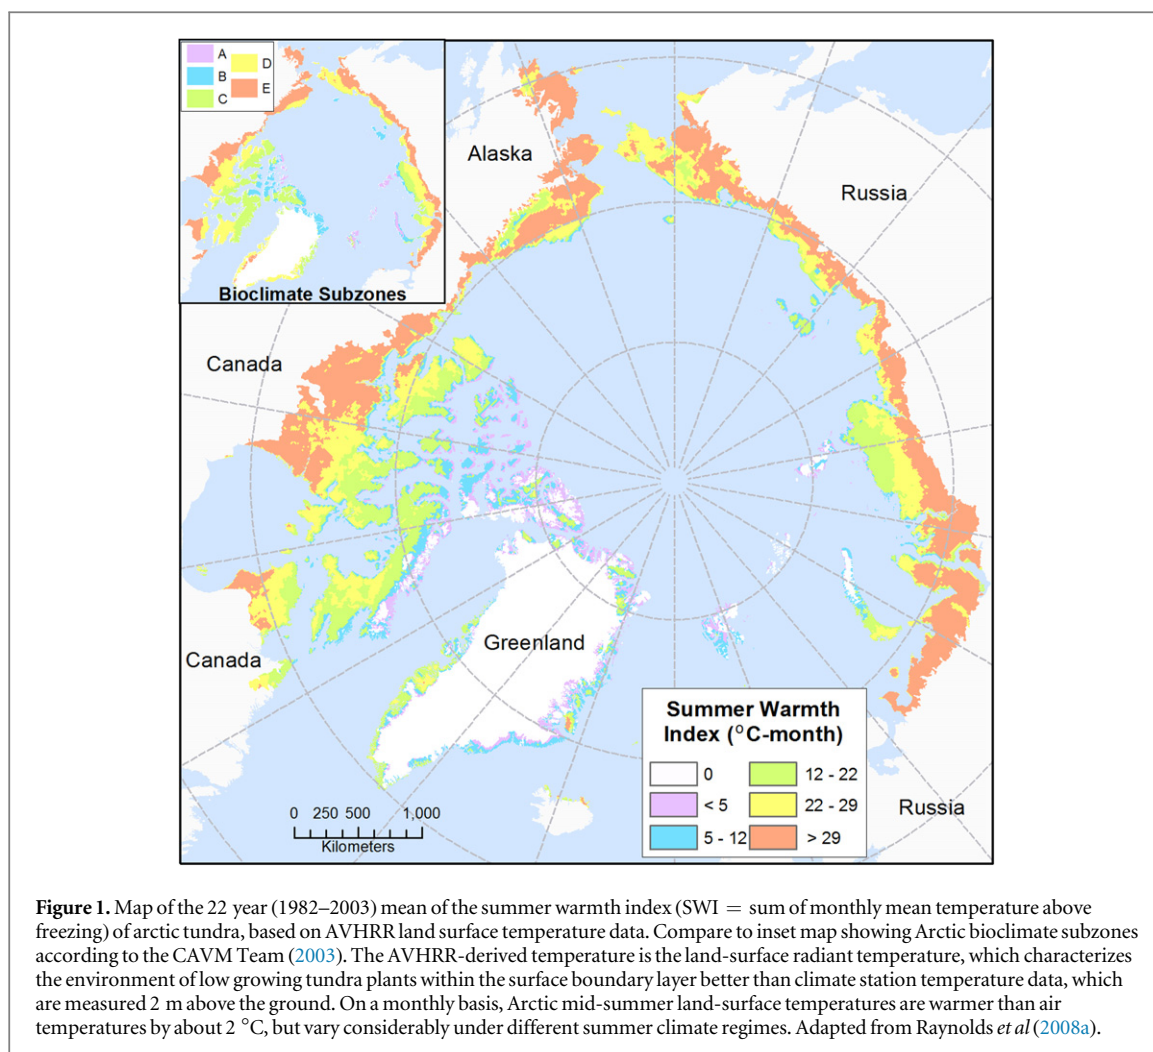 A
B
C
D
E
Bioclimate Subzones
Alaska
Russia
Canada
Canada
Greenland
Russia
Summer Warmth
Index (°C-month)
0
< 5
5 - 12
12 - 22
22 - 29
> 29
0 250 500 1,000
Kilometers
Figure 1. Map of the 22 year (1982–2003) mean of the summer warmth index (SWI = sum of monthly mean temperature above
freezing) of arctic tundra, based on AVHRR land surface temperature data. Compare to inset map showing Arctic bioclimate subzones
according to the CAVM Team (2003). The AVHRR-derived temperature is the land-surface radiant temperature, which characterizes
the environment of low growing tundra plants within the surface boundary layer better than climate station temperature data, which
are measured 2 m above the ground. On a monthly basis, Arctic mid-summer land-surface temperatures are warmer than air
temperatures by about 2 °C, but vary considerably under different summer climate regimes. Adapted from Raynolds et al (2008a).